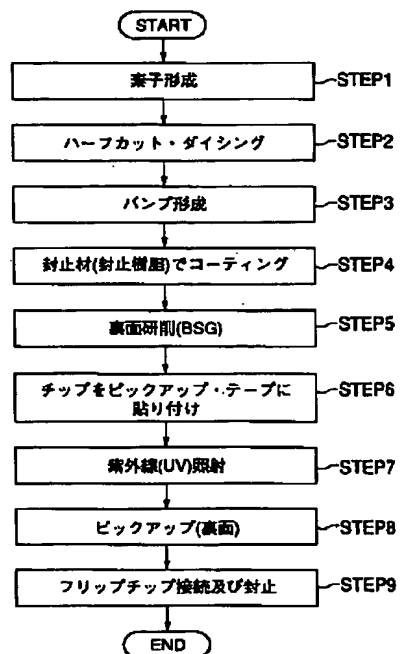 START
素子形成
STEP1
ハーフカット・ダイシング
STEP2
バンプ形成
STEP3
封止材(封止樹脂)でコーティング
STEP4
裏面研削(BSG)
STEP5
チップをピックアップ・テープに
貼り付け
STEP6
紫外線(UV)照射
STEP7
ピックアップ(裏面)
STEP8
フリップチップ接続及び封止
STEP9
END